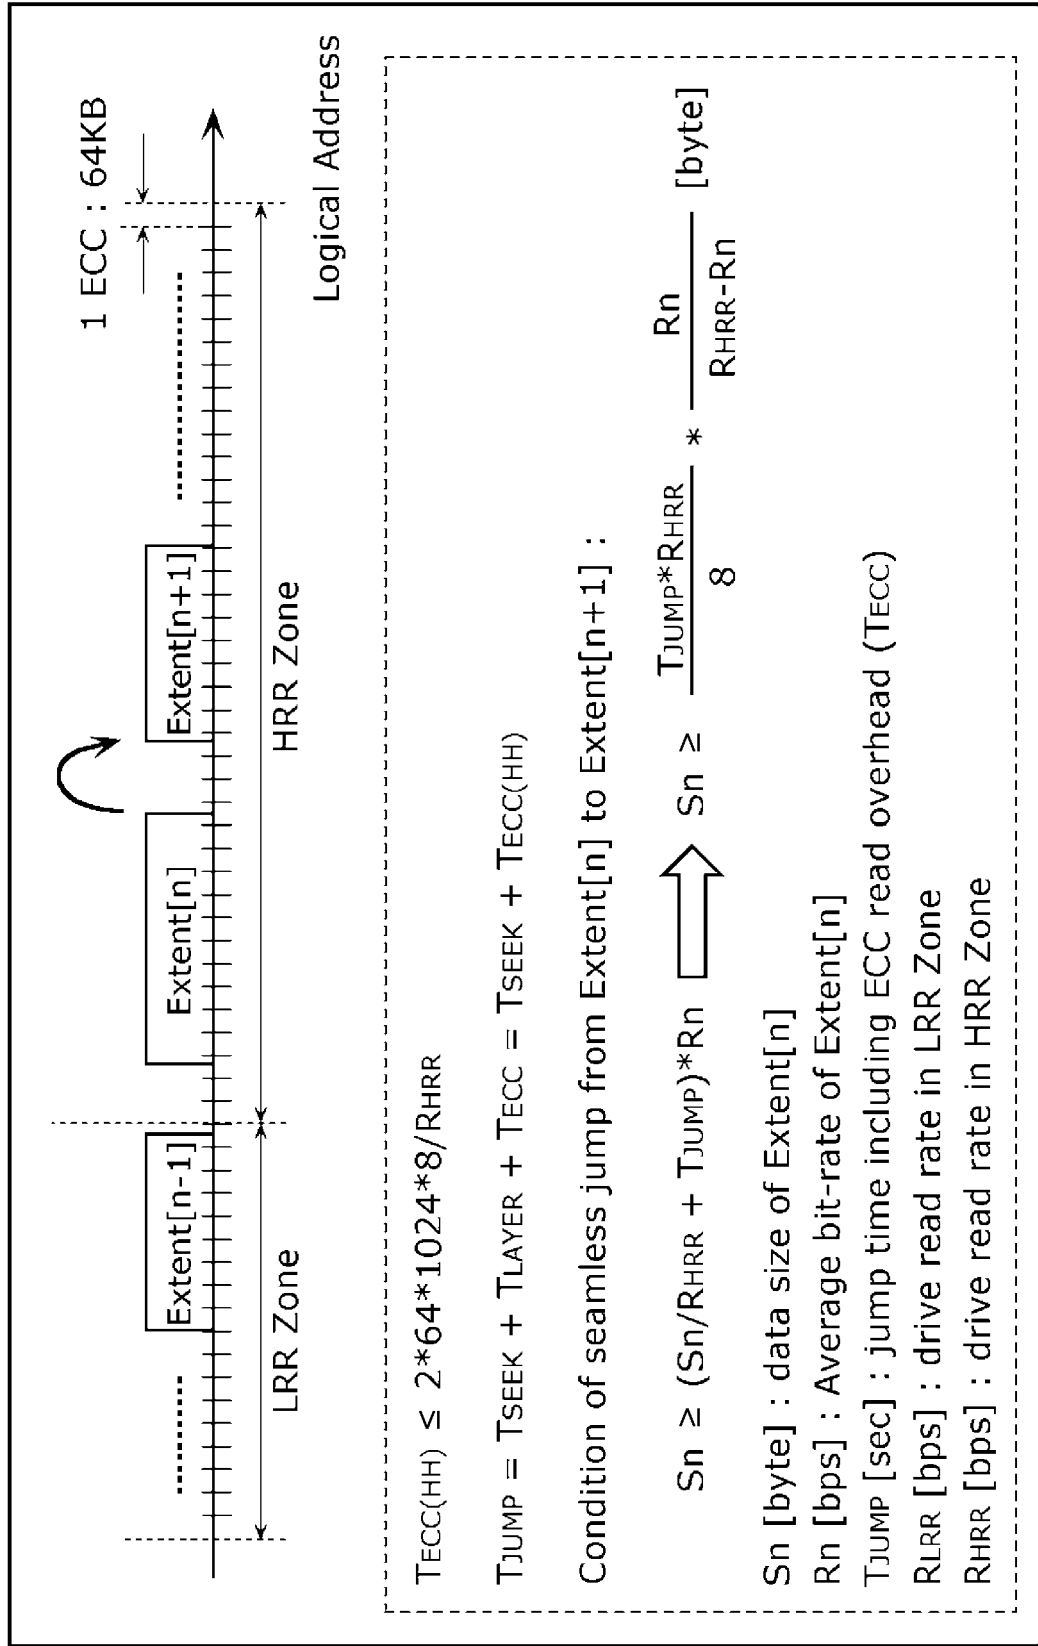 1 ECC : 64KB
Extent[n-1]
Extent[n]
Extent[n+1]
LRR Zone
HRR Zone
Logical Address
TECC(HH) ≤ 2*64*1024*8/RHRR
TJUMP = TSEEK + TLAYER + TECC = TSEEK + TECC(HH)
Condition of seamless jump from Extent[n] to Extent[n+1] :
Sn ≥ (Sn/RHRR + TJUMP)*Rn
Sn ≥ TJUMP*RHRR / 8 * Rn / RHRR-Rn [byte]
Sn [byte] : data size of Extent[n]
Rn [bps] : Average bit-rate of Extent[n]
TJUMP [sec] : jump time including ECC read overhead (TECC)
RLRR [bps] : drive read rate in LRR Zone
RHRR [bps] : drive read rate in HRR Zone